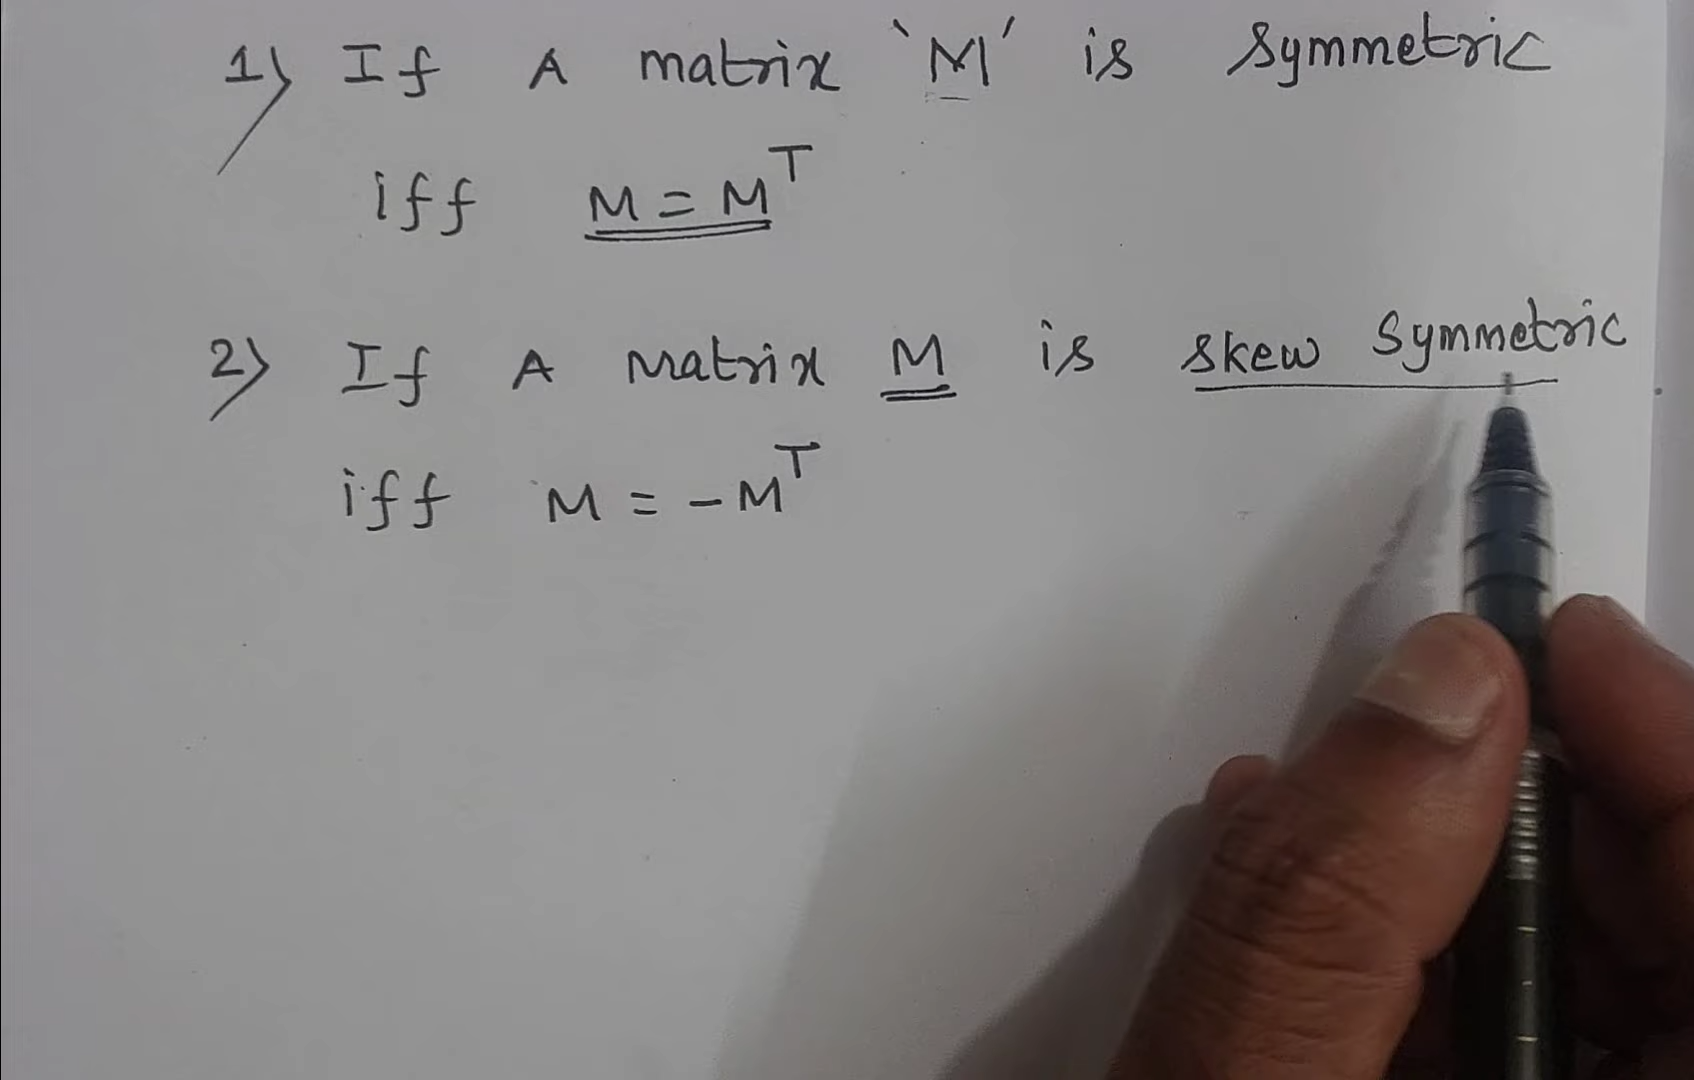 1) If A matrix 'M' is symmetric
iff M = M^T
2) If A Matrix M is skew symmetric
iff M = -M^T